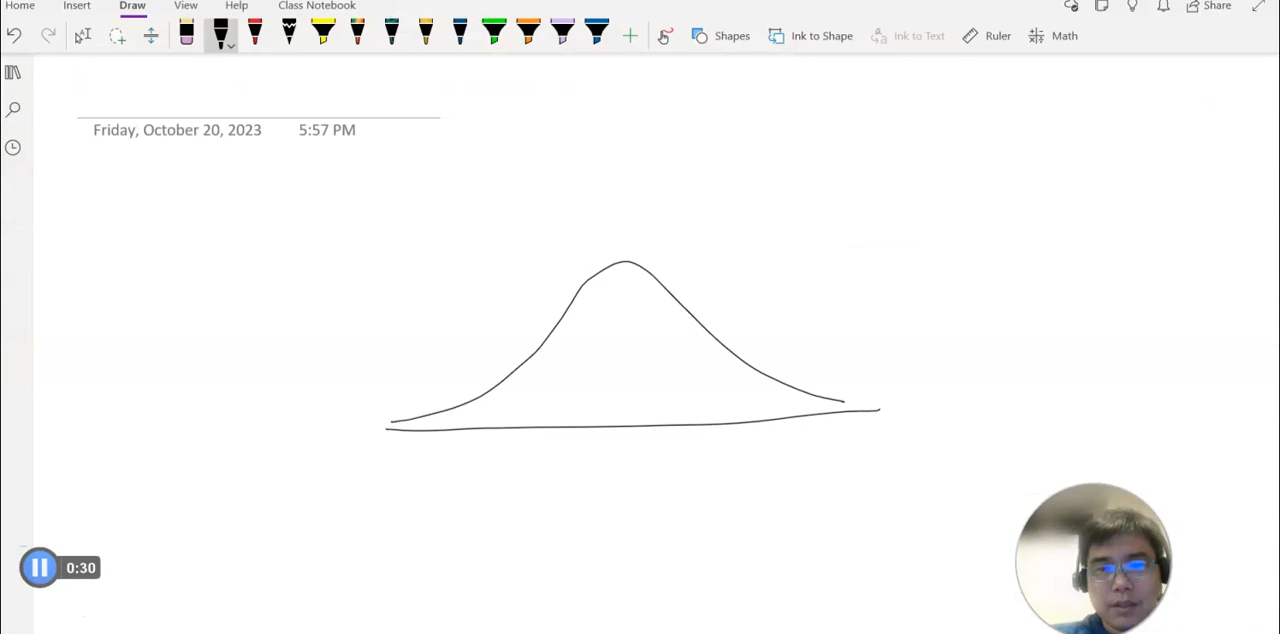 Home Insert Draw View Help Class Notebook Share
Shapes Ink to Shape Ink to Text Ruler Math
Friday, October 20, 2023 5:57 PM
0:30